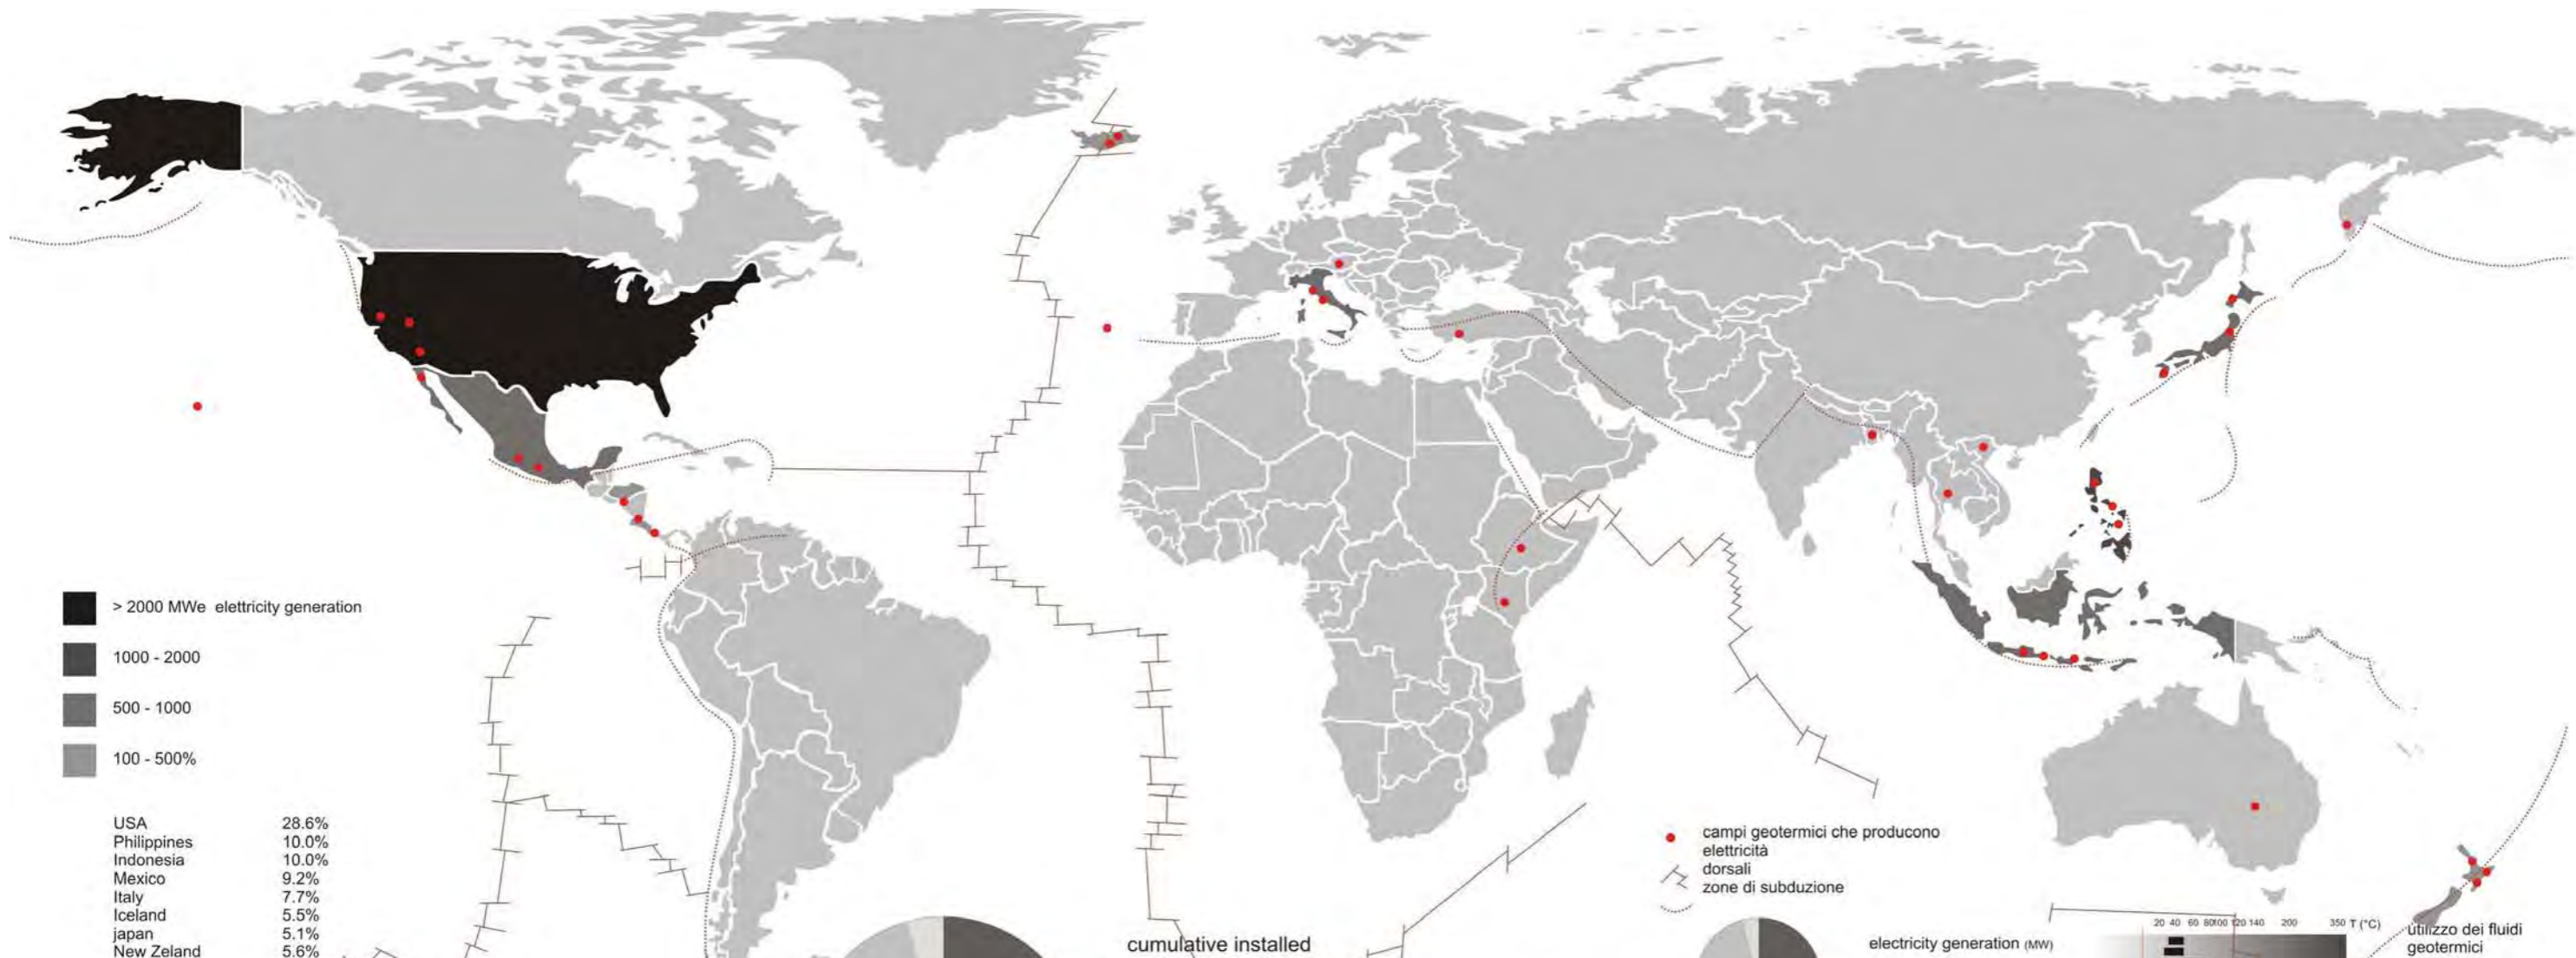 > 2000 MWe elettricity generation
1000 - 2000
500 - 1000
100 - 500%
USA 28.6%
Philippines 10.0%
Indonesia 10.0%
Mexico 9.2%
Italy 7.7%
Iceland 5.5%
japan 5.1%
New Zeland 5.6%
cumulative installed
campi geotermici che producono
elettricità
dorsali
zone di subduzione
electricity generation (MW)
20 40 60 80 100 120 140 200 350 T (°C)
utilizzo dei fluidi
geotermici